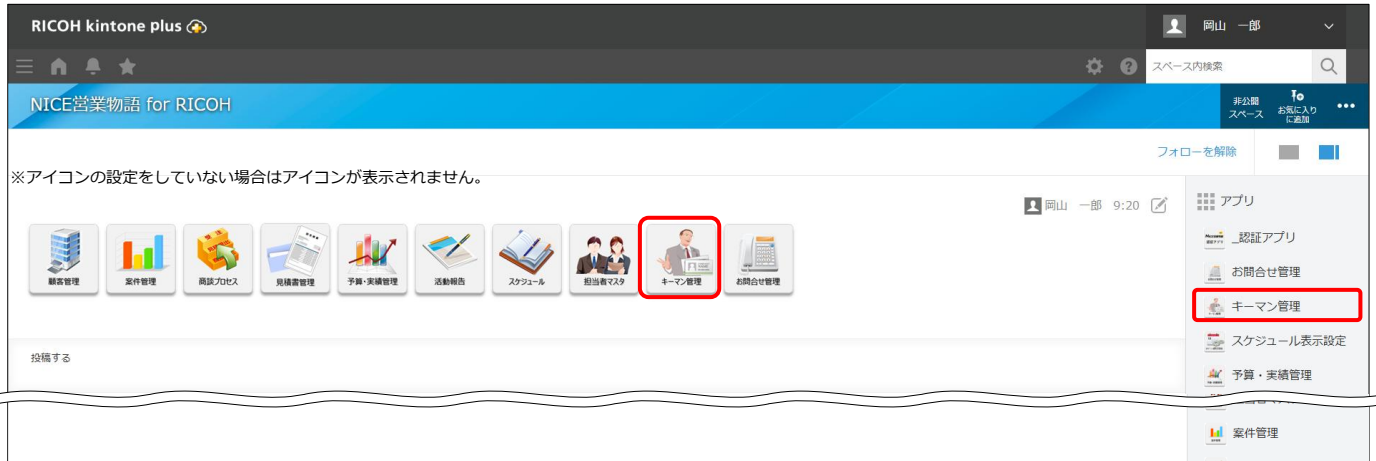 RICOH kintone plus
岡山 一郎
スペース内検索
NICE営業物語 for RICOH
非公開
スペース
お気に入り
に追加
フォローを解除
※アイコンの設定をしていない場合はアイコンが表示されません。
岡山 一郎 9:20
アプリ
顧客管理
案件管理
商談プロセス
見積書管理
予算・実績管理
活動報告
スケジュール
担当者マスタ
キーマン管理
お問合せ管理
_認証アプリ
お問合せ管理
キーマン管理
スケジュール表示設定
予算・実績管理
投稿する
案件管理